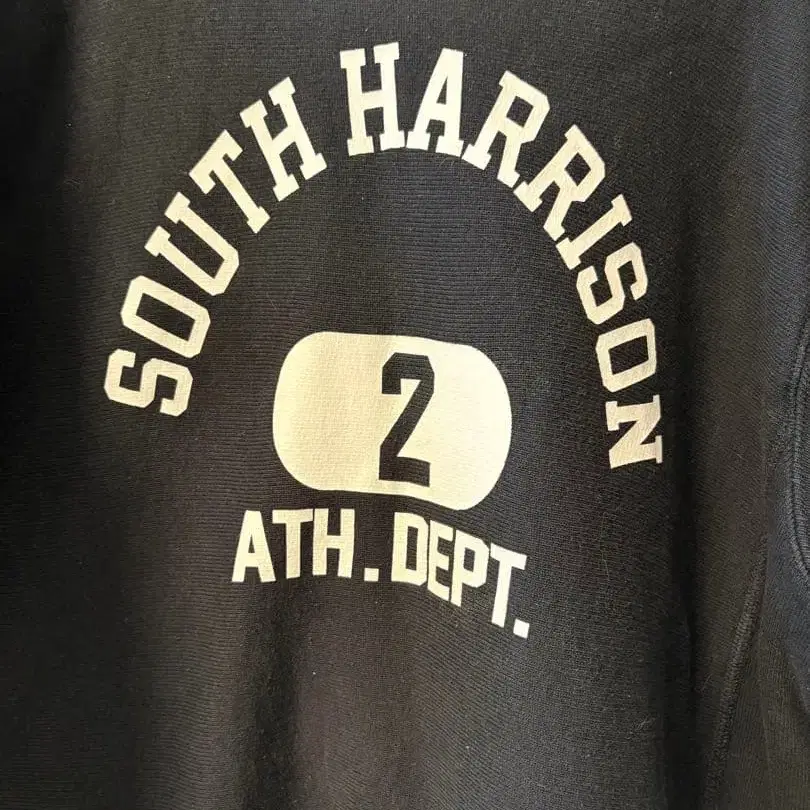 SOUTH HARRISON
2
ATH. DEPT.